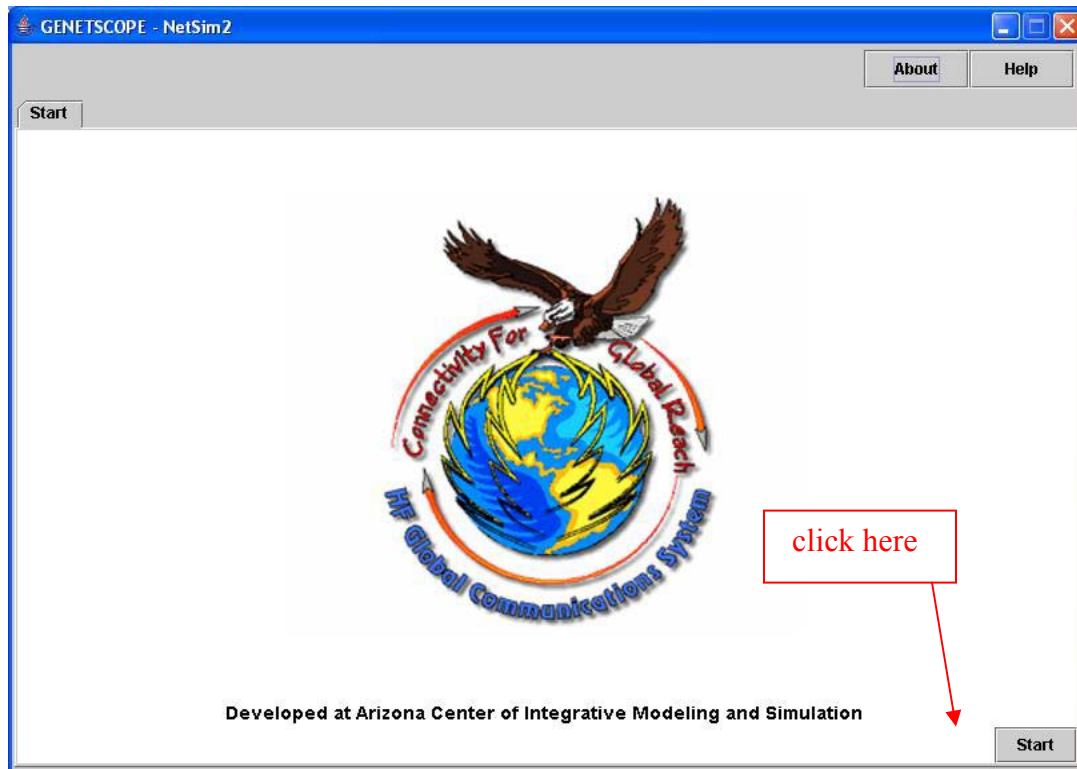 GENETSCOPE - NetSim2
About Help
Start
Connectivity For Global Reach
HF Global Communications System
click here
Developed at Arizona Center of Integrative Modeling and Simulation
Start